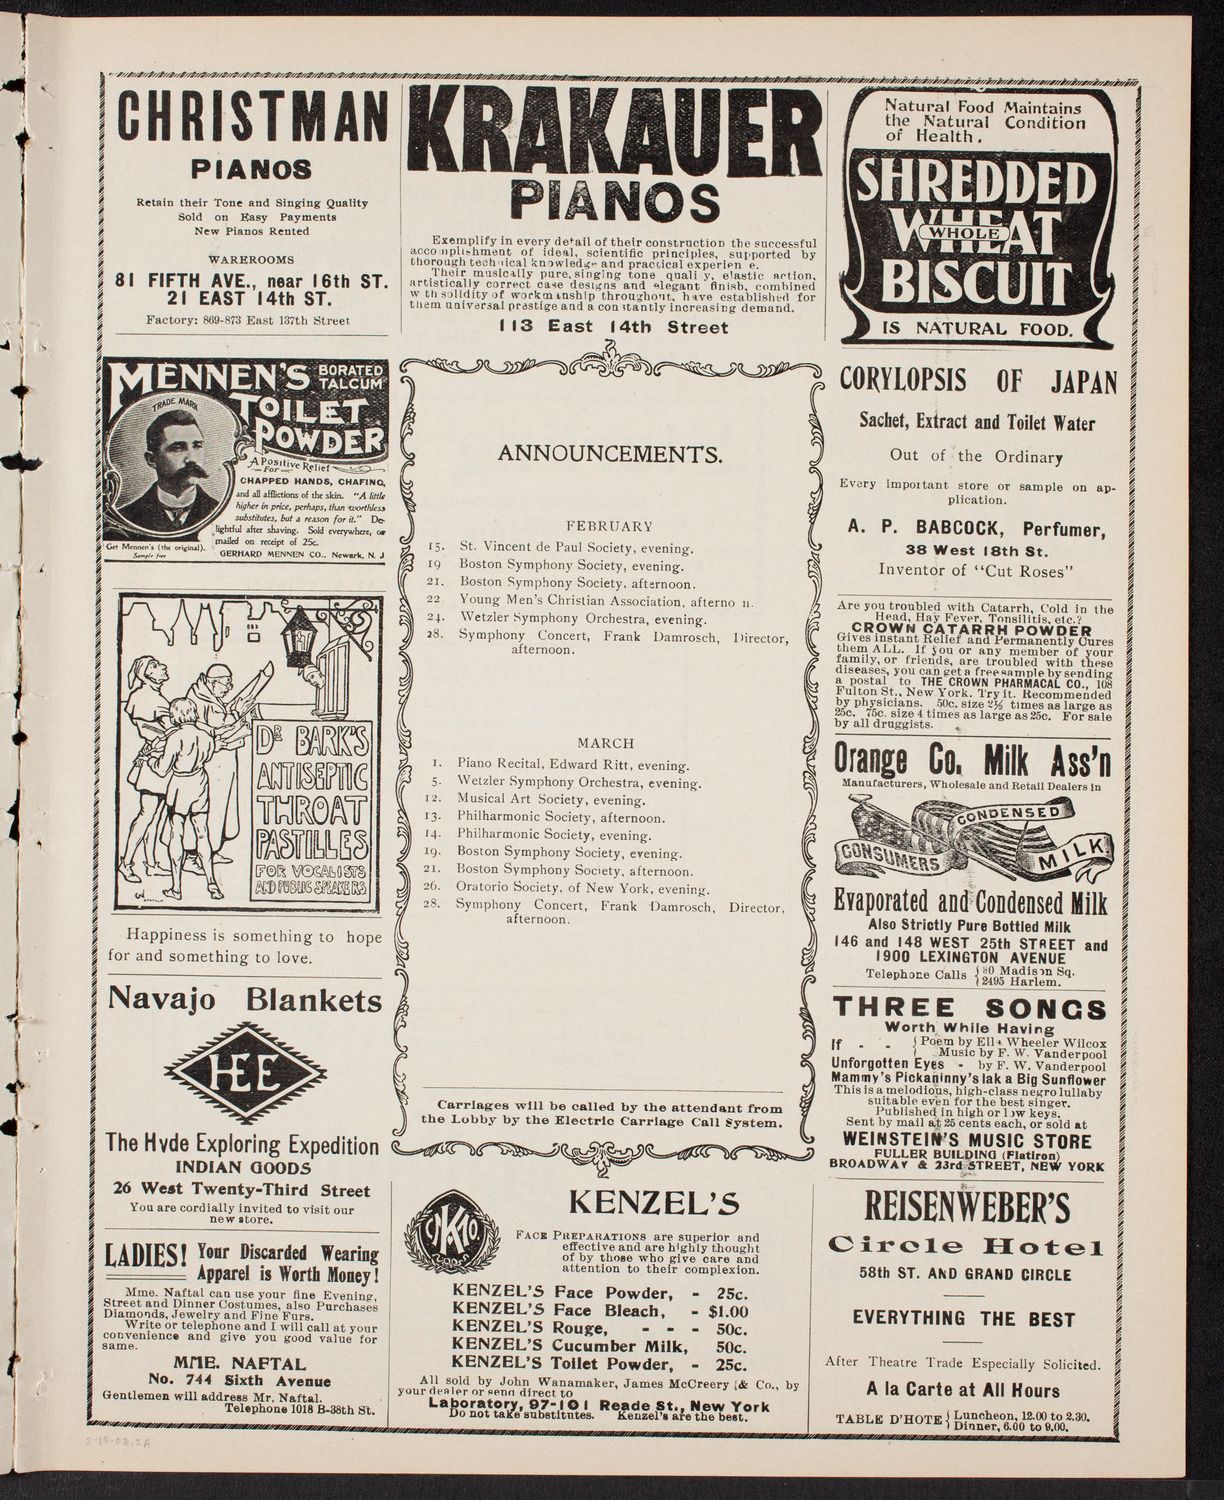 CHRISTMAN
PIANOS
Retain their Tone and Singing Quality
Sold on Easy Payments
New Pianos Rented
WAREROOMS
81 FIFTH AVE., near 16th ST.
21 EAST 14th ST.
Factory: 869-873 East 137th Street
KRAKAUER
PIANOS
Exemplify in every detail of their construction the successful
accomplishment of ideal, scientific principles, supported by
thorough technical knowledge and practical experien e.
Their musically pure, singing tone quali y, elastic action,
artistically correct case designs and elegant finish, combined
w th solidity of workmanship throughout, have established for
them universal prestige and a constantly increasing demand.
113 East 14th Street
Natural Food Maintains
the Natural Condition
of Health.
SHREDDED
WHEAT
WHOLE
BISCUIT
IS NATURAL FOOD.
MENNEN'S BORATED
TALCUM
TOILET
POWDER
TRADE MARK
A Positive Relief
For
CHAPPED HANDS, CHAFING,
and all afflictions of the skin. "A little
higher in price, perhaps, than worthless
substitutes, but a reason for it." De-
lightful after shaving. Sold everywhere, or
mailed on receipt of 25c.
Get Mennen's (the original).
Sample free
GERHARD MENNEN CO., Newark, N. J
DR BARK'S
ANTISEPTIC
THROAT
PASTILLES
FOR VOCALISTS
AND PUBLIC SPEAKERS
Happiness is something to hope
for and something to love.
Navajo Blankets
HEE
The Hyde Exploring Expedition
INDIAN GOODS
26 West Twenty-Third Street
You are cordially invited to visit our
new store.
LADIES! Your Discarded Wearing
Apparel is Worth Money!
Mme. Naftal can use your fine Evening,
Street and Dinner Costumes, also Purchases
Diamonds, Jewelry and Fine Furs.
Write or telephone and I will call at your
convenience and give you good value for
same.
MME. NAFTAL
No. 744 Sixth Avenue
Gentlemen will address Mr. Naftal.
Telephone 1018 B-38th St.
ANNOUNCEMENTS.
FEBRUARY
15. St. Vincent de Paul Society, evening.
19 Boston Symphony Society, evening.
21. Boston Symphony Society, afternoon.
22 Young Men's Christian Association, afterno n.
24. Wetzler Symphony Orchestra, evening.
28. Symphony Concert, Frank Damrosch, Director,
afternoon.
MARCH
1. Piano Recital, Edward Ritt, evening.
5. Wetzler Symphony Orchestra, evening.
12. Musical Art Society, evening.
13. Philharmonic Society, afternoon.
14. Philharmonic Society, evening.
19. Boston Symphony Society, evening.
21. Boston Symphony Society, afternoon.
26. Oratorio Society, of New York, evening.
28. Symphony Concert, Frank Damrosch, Director,
afternoon.
Carriages will be called by the attendant from
the Lobby by the Electric Carriage Call System.
KENZEL'S
FACE PREPARATIONS are superior and
effective and are highly thought
of by those who give care and
attention to their complexion.
KENZEL'S Face Powder, - 25c.
KENZEL'S Face Bleach, - $1.00
KENZEL'S Rouge, - - - 50c.
KENZEL'S Cucumber Milk, 50c.
KENZEL'S Toilet Powder, - 25c.
All sold by John Wanamaker, James McCreery & Co., by
your dealer or send direct to
Laboratory, 97-101 Reade St., New York
Do not take substitutes. Kenzel's are the best.
CORYLOPSIS OF JAPAN
Sachet, Extract and Toilet Water
Out of the Ordinary
Every important store or sample on ap-
plication.
A. P. BABCOCK, Perfumer,
38 West 18th St.
Inventor of "Cut Roses"
Are you troubled with Catarrh, Cold in the
Head, Hay Fever, Tonsilitis, etc.?
CROWN CATARRH POWDER
Gives instant Relief and Permanently Cures
them ALL. If you or any member of your
family, or friends, are troubled with these
diseases, you can get a free sample by sending
a postal to THE CROWN PHARMACAL CO., 108
Fulton St., New York. Try it. Recommended
by physicians. 50c. size 2½ times as large as
25c. 75c. size 4 times as large as 25c. For sale
by all druggists.
Orange Co. Milk Ass'n
Manufacturers, Wholesale and Retail Dealers in
CONDENSED
CONSUMERS
MILK
Evaporated and Condensed Milk
Also Strictly Pure Bottled Milk
146 and 148 WEST 25th STREET and
1900 LEXINGTON AVENUE
Telephone Calls { 80 Madison Sq.
{ 2495 Harlem.
THREE SONGS
Worth While Having
If - - { Poem by Ella Wheeler Wilcox
{ Music by F. W. Vanderpool
Unforgotten Eyes - by F. W. Vanderpool
Mammy's Pickaninny's lak a Big Sunflower
This is a melodious, high-class negro lullaby
suitable even for the best singer.
Published in high or low keys.
Sent by mail at 25 cents each, or sold at
WEINSTEIN'S MUSIC STORE
FULLER BUILDING (Flatiron)
BROADWAY & 23rd STREET, NEW YORK
REISENWEBER'S
Circle Hotel
58th ST. AND GRAND CIRCLE
EVERYTHING THE BEST
After Theatre Trade Especially Solicited.
A la Carte at All Hours
TABLE D'HOTE { Luncheon, 12.00 to 2.30.
{ Dinner, 6.00 to 9.00.
2-19-03.2A